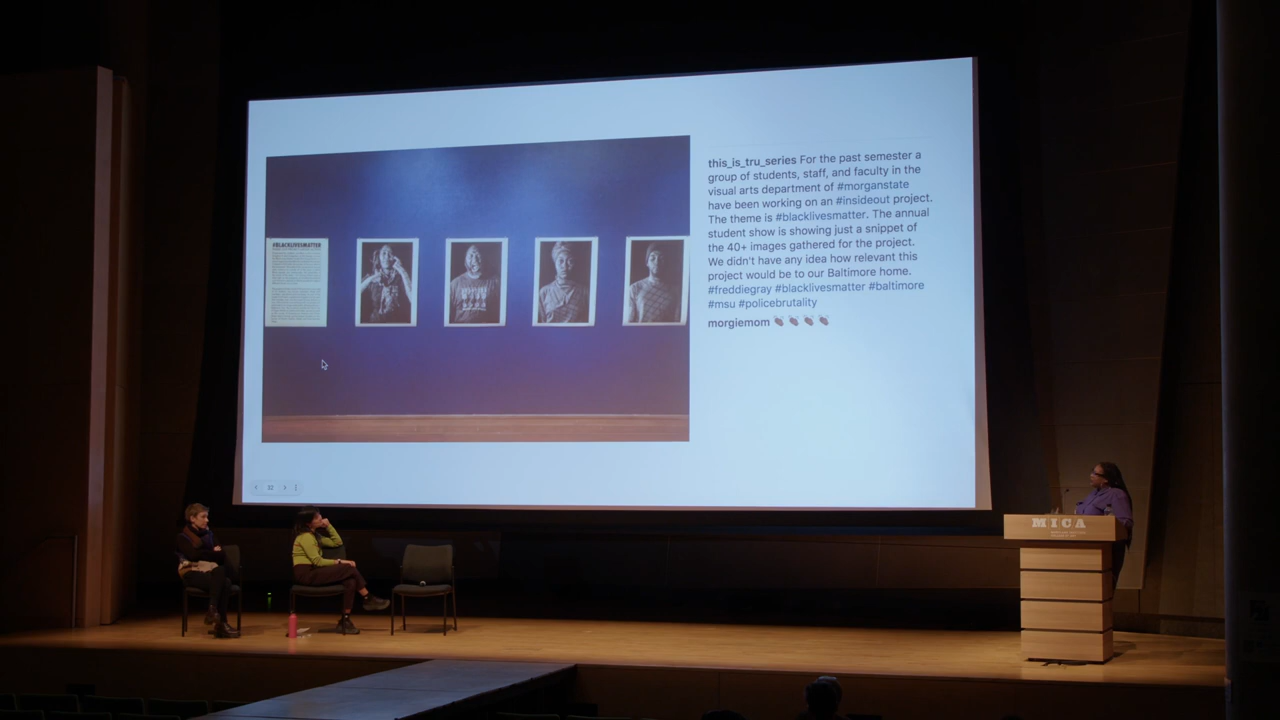 #BLACKLIVESMATTER
this_is_tru_series For the past semester a
group of students, staff, and faculty in the
visual arts department of #morganstate
have been working on an #insideout project.
The theme is #blacklivesmatter. The annual
student show is showing just a snippet of
the 40+ images gathered for the project.
We didn't have any idea how relevant this
project would be to our Baltimore home.
#freddiegray #blacklivesmatter #baltimore
#msu #policebrutality
morgiemom 👏🏿 👏🏿 👏🏿 👏🏿
32
MICA